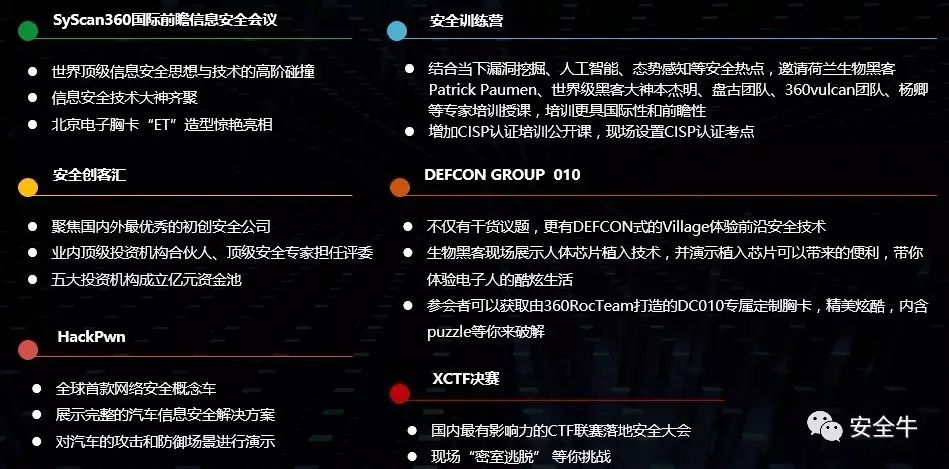 SyScan360国际前瞻信息安全会议
世界顶级信息安全思想与技术的高阶碰撞
信息安全技术大神齐聚
北京电子胸卡“ET”造型惊艳亮相
安全创客汇
聚焦国内外最优秀的初创安全公司
业内顶级投资机构合伙人、顶级安全专家担任评委
五大投资机构成立亿元资金池
HackPwn
全球首款网络安全概念车
展示完整的汽车信息安全解决方案
对汽车的攻击和防御场景进行演示
安全训练营
结合当下漏洞挖掘、人工智能、态势感知等安全热点，邀请荷兰生物黑客
Patrick Paumen、世界级黑客大神本杰明、盘古团队、360vulcan团队、杨卿
等专家培训授课，培训更具国际性和前瞻性
增加CISP认证培训公开课，现场设置CISP认证考点
DEFCON GROUP 010
不仅有干货议题，更有DEFCON式的Village体验前沿安全技术
生物黑客现场展示人体芯片植入技术，并演示植入芯片可以带来的便利，带你
体验电子人的酷炫生活
参会者可以获取由360RocTeam打造的DC010专属定制胸卡，精美炫酷，内含
puzzle等你来破解
XCTF决赛
国内最有影响力的CTF联赛落地安全大会
现场“密室逃脱” 等你挑战
安全牛